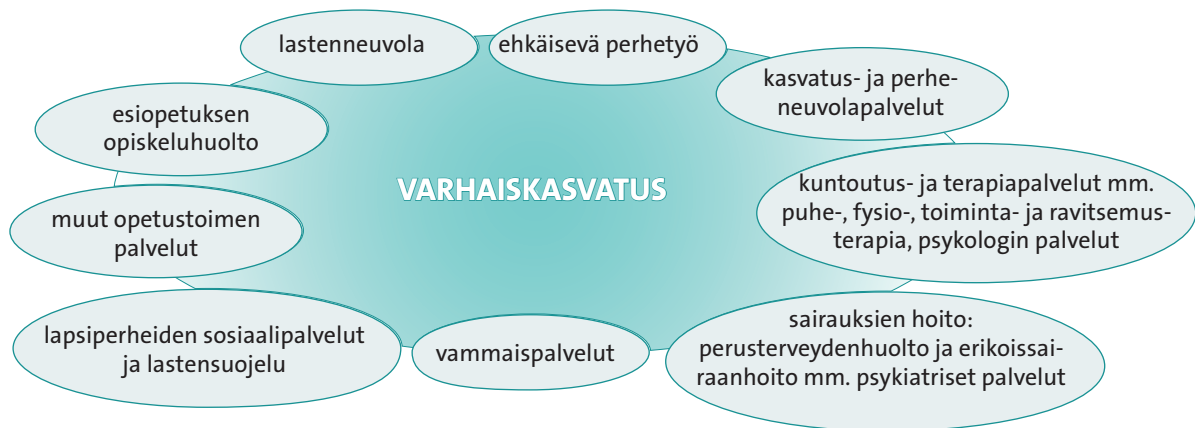 lastenneuvola
ehkäisevä perhetyö
kasvatus- ja perhe-
neuvolapalvelut
esiopetuksen
opiskeluhuolto
VARHAISKASVATUS
kuntoutus- ja terapiapalvelut mm.
puhe-, fysio-, toiminta- ja ravitsemus-
terapia, psykologin palvelut
muut opetustoimen
palvelut
lapsiperheiden sosiaalipalvelut
ja lastensuojelu
vammaispalvelut
sairauksien hoito:
perusterveydenhuolto ja erikoissai-
raanhoito mm. psykiatriset palvelut